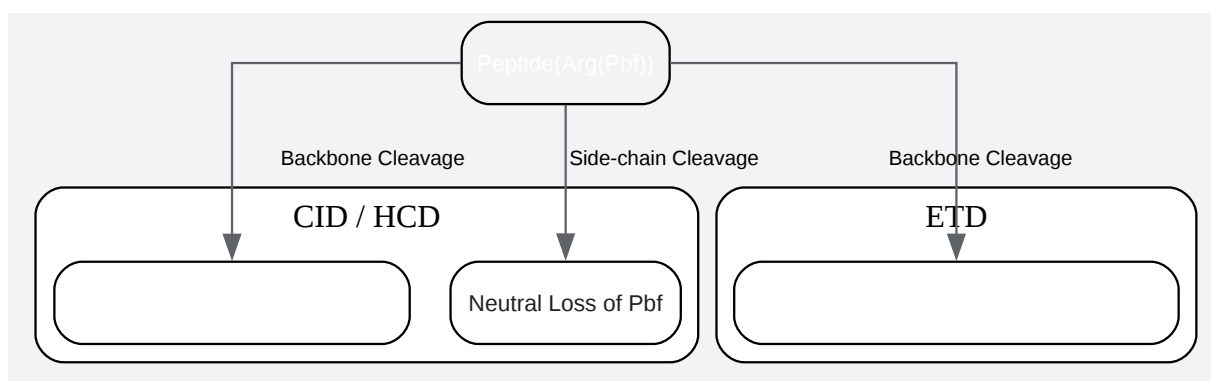 Peptide(Arg(Pbf))
Backbone Cleavage
Side-chain Cleavage
Backbone Cleavage
CID / HCD
ETD
Neutral Loss of Pbf